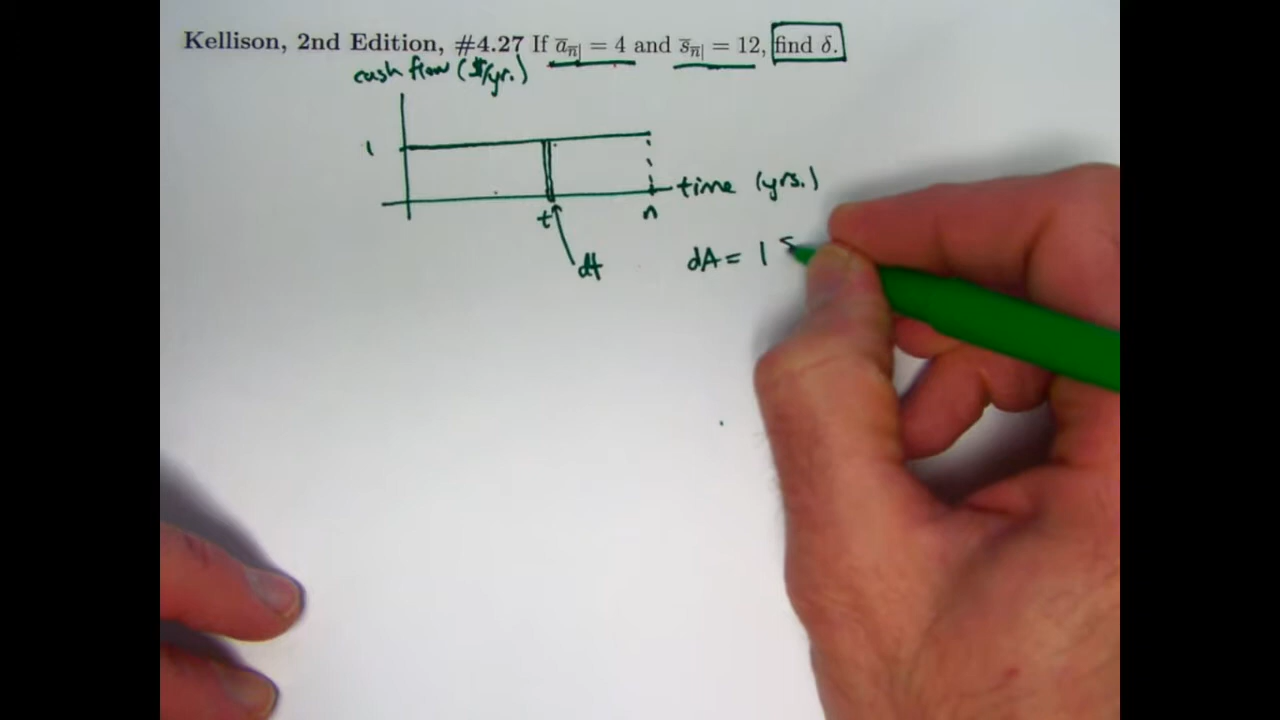 Kellison, 2nd Edition, #4.27 If a̅n̅| = 4 and s̅n̅| = 12, find δ.
cash flow ($/yr.)
1
time (yrs.)
t
n
dt
dA = 1